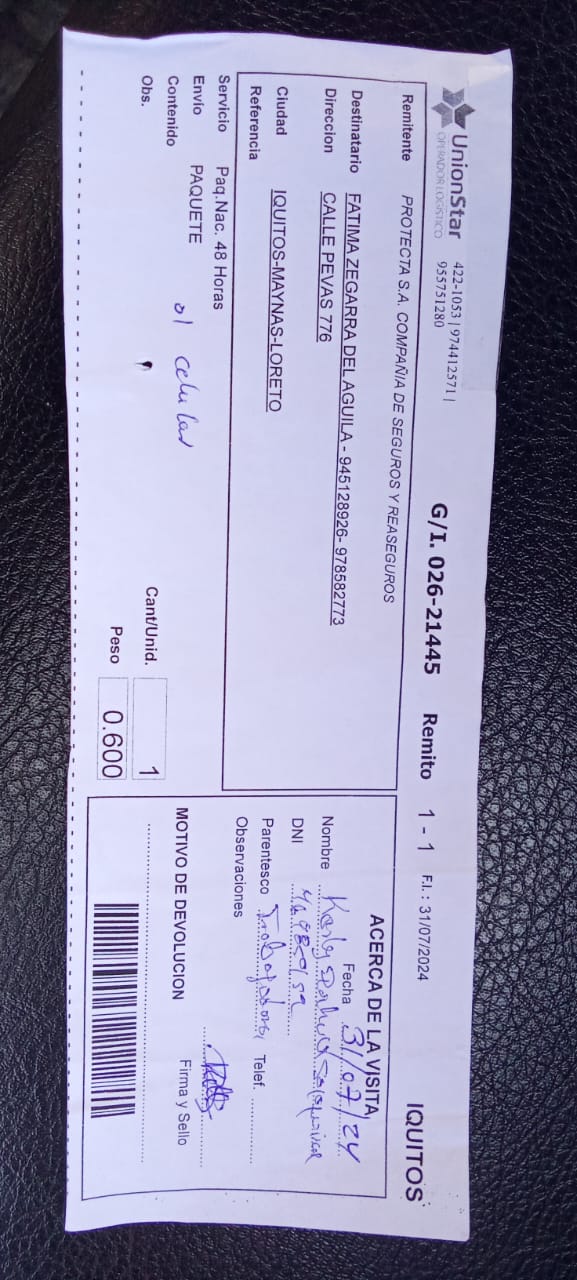 UnionStar
OPERADOR LOGÍSTICO
422-1053 | 974412571 |
955751280
G/I. 026-21445 Remito 1 - 1 F.I. : 31/07/2024 IQUITOS
Remitente PROTECTA S.A. COMPAÑIA DE SEGUROS Y REASEGUROS
Destinatario FATIMA ZEGARRA DEL AGUILA - 945128926- 978582773
Direccion CALLE PEVAS 776
Ciudad IQUITOS-MAYNAS-LORETO
Referencia
Servicio Paq.Nac. 48 Horas
Envio PAQUETE
Contenido 01 celular
Obs.
Cant/Unid. 1
Peso 0.600
ACERCA DE LA VISITA
Fecha 31/07/24
Nombre
DNI
Parentesco Trabajadora Telef.
Observaciones
MOTIVO DE DEVOLUCION Firma y Sello